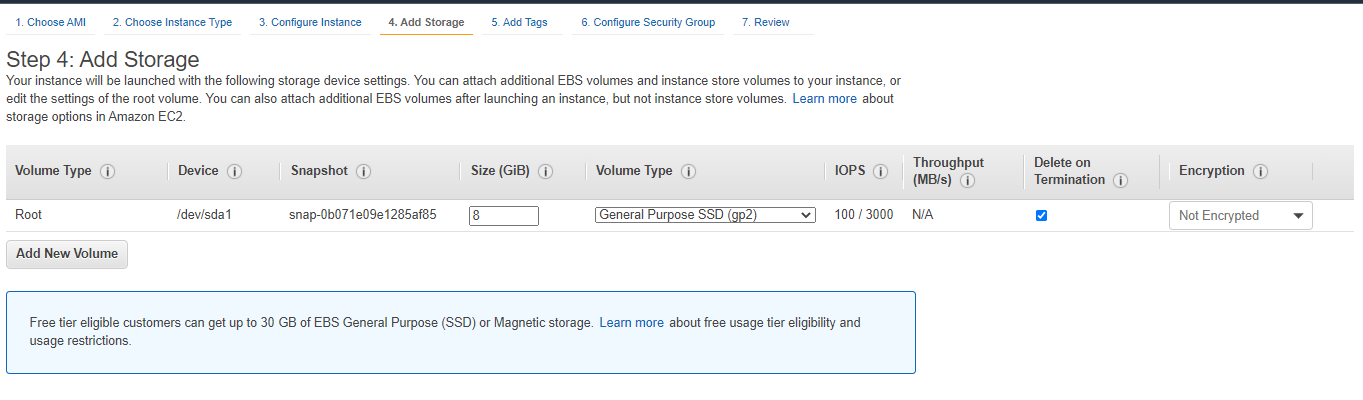 1. Choose AMI 2. Choose Instance Type 3. Configure Instance 4. Add Storage 5. Add Tags 6. Configure Security Group 7. Review
Step 4: Add Storage
Your instance will be launched with the following storage device settings. You can attach additional EBS volumes and instance store volumes to your instance, or
edit the settings of the root volume. You can also attach additional EBS volumes after launching an instance, but not instance store volumes. Learn more about
storage options in Amazon EC2.
Volume Type i Device i Snapshot i Size (GiB) i Volume Type i IOPS i Throughput (MB/s) i Delete on Termination i Encryption i
Root /dev/sda1 snap-0b071e09e1285af85 8 General Purpose SSD (gp2) 100 / 3000 N/A Not Encrypted
Add New Volume
Free tier eligible customers can get up to 30 GB of EBS General Purpose (SSD) or Magnetic storage. Learn more about free usage tier eligibility and
usage restrictions.